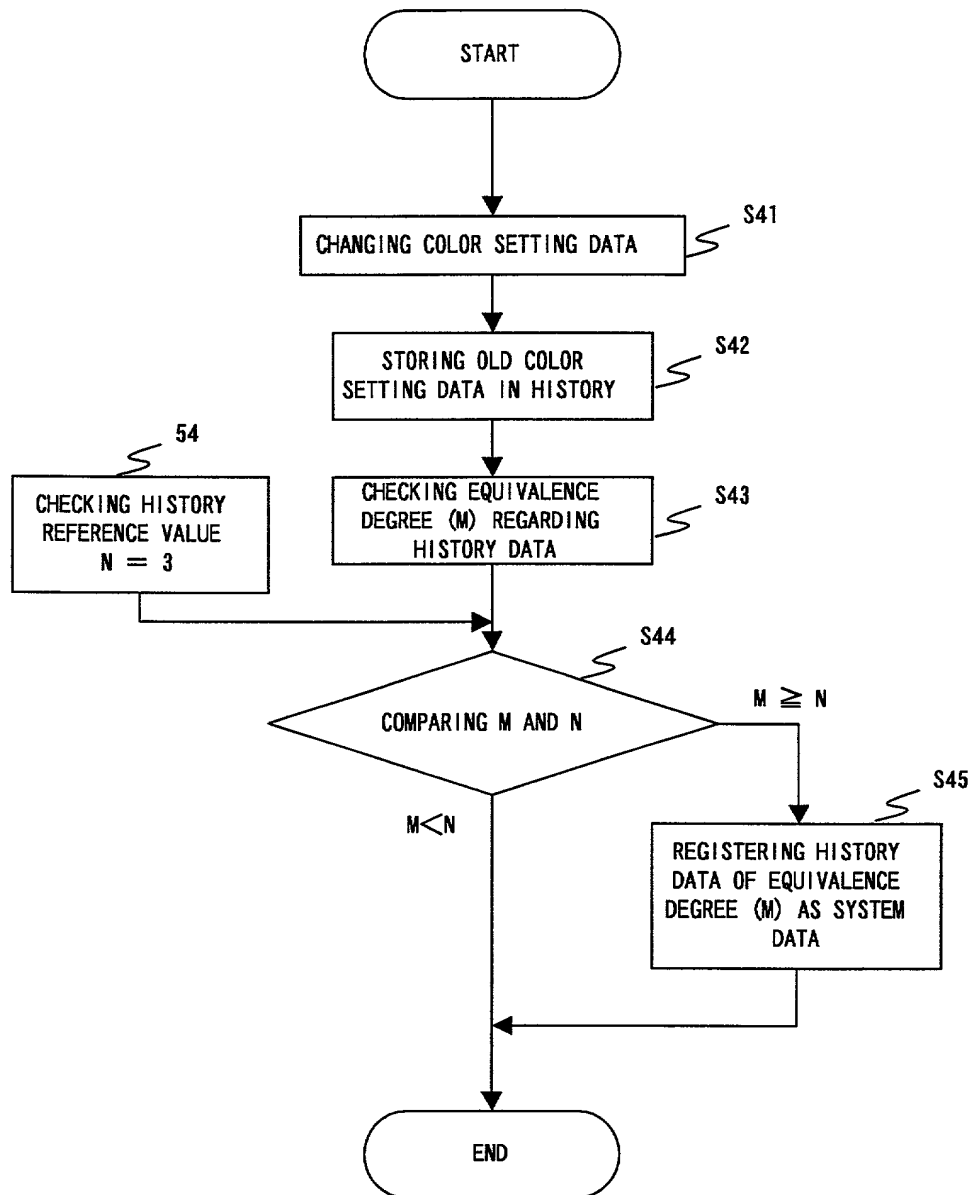 START
S41
CHANGING COLOR SETTING DATA
S42
STORING OLD COLOR
SETTING DATA IN HISTORY
54
CHECKING HISTORY
REFERENCE VALUE
N = 3
S43
CHECKING EQUIVALENCE
DEGREE (M) REGARDING
HISTORY DATA
S44
COMPARING M AND N
M ≧ N
M<N
S45
REGISTERING HISTORY
DATA OF EQUIVALENCE
DEGREE (M) AS SYSTEM
DATA
END